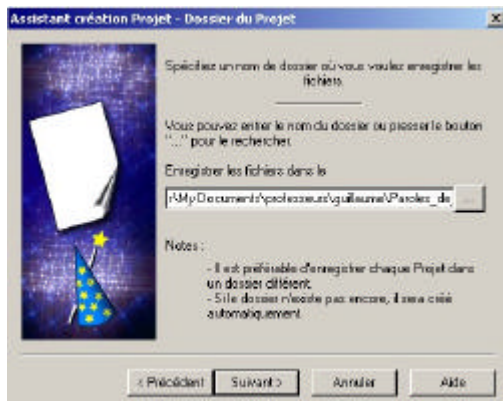 Assistant création Projet - Dossier du Projet
Spécifiez un nom de dossier où vous voulez enregistrer les
fichiers.
Vous pouvez entrer le nom du dossier ou presser le bouton
"..." pour le rechercher.
Enregistrer les fichiers dans le
r\MyDocuments\professeurs\guillaume\Paroles_de_
...
Notes :
- Il est préférable d'enregistrer chaque Projet dans
un dossier différent.
- Si le dossier n'existe pas encore, il sera créé
automatiquement.
< Précédent Suivant > Annuler Aide